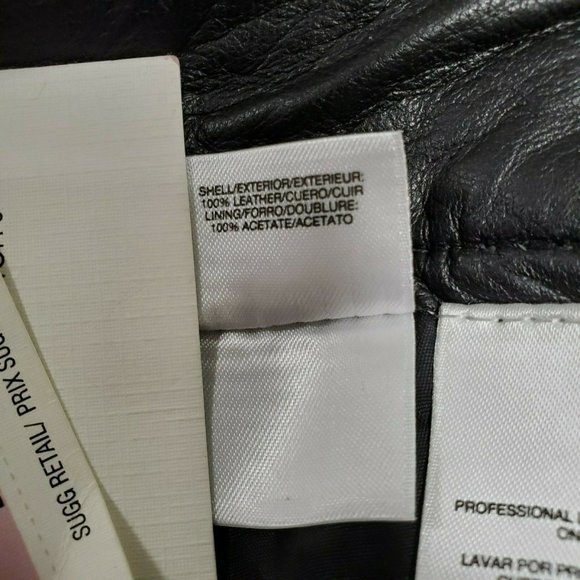 SHELL/EXTERIOR/EXTERIEUR:
100% LEATHER/CUERO/CUIR
LINING/FORRO/DOUBLURE:
100% ACETATE/ACETATO
SUGG RETAIL/ PRIX SUG
PROFESSIONAL
ON
LAVAR POR PR